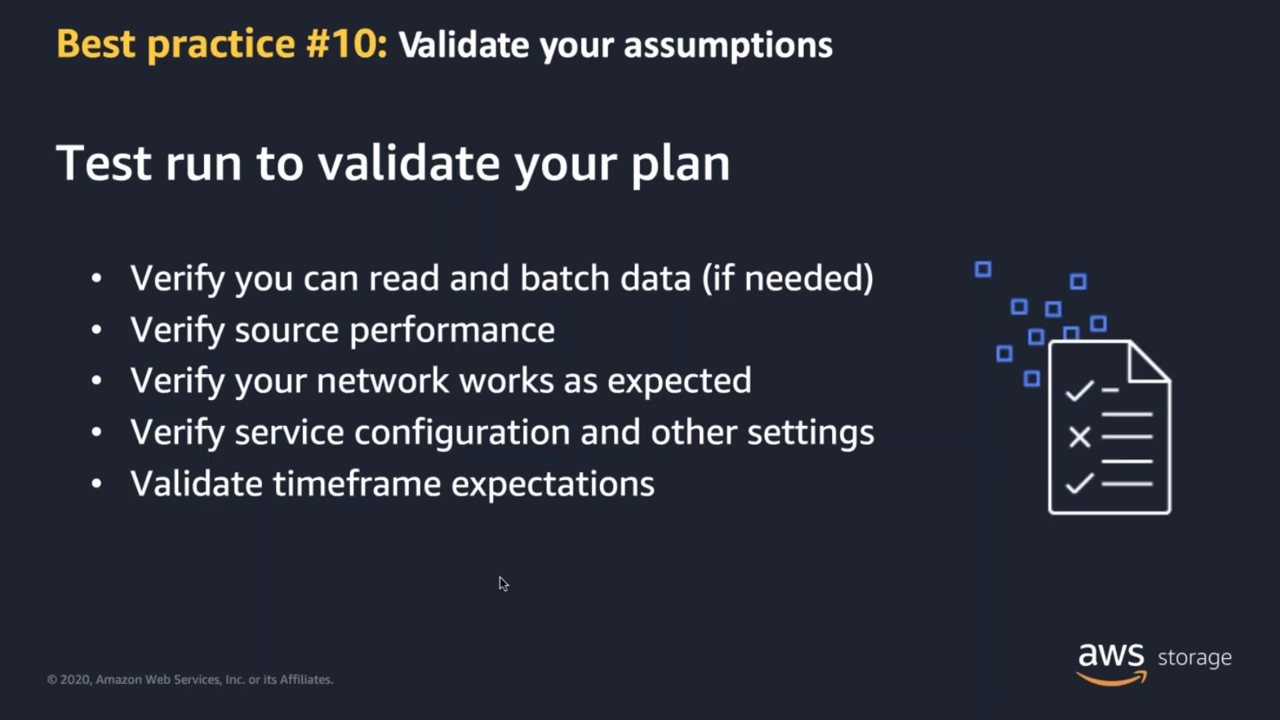 Best practice #10: Validate your assumptions
Test run to validate your plan
• Verify you can read and batch data (if needed)
• Verify source performance
• Verify your network works as expected
• Verify service configuration and other settings
• Validate timeframe expectations
© 2020, Amazon Web Services, Inc. or its Affiliates.
aws storage